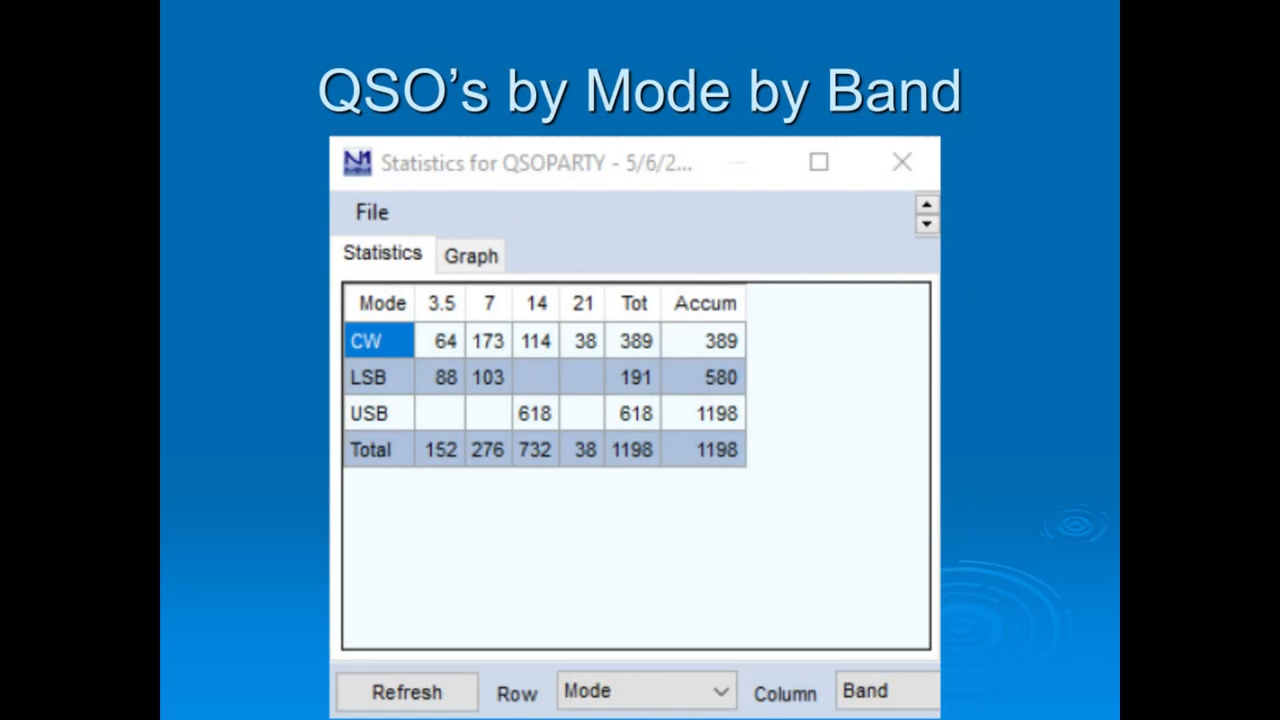 QSO’s by Mode by Band
N1 Statistics for QSOPARTY - 5/6/2...
File
Statistics Graph
Mode 3.5 7 14 21 Tot Accum
CW 64 173 114 38 389 389
LSB 88 103 191 580
USB 618 618 1198
Total 152 276 732 38 1198 1198
Refresh Row Mode Column Band